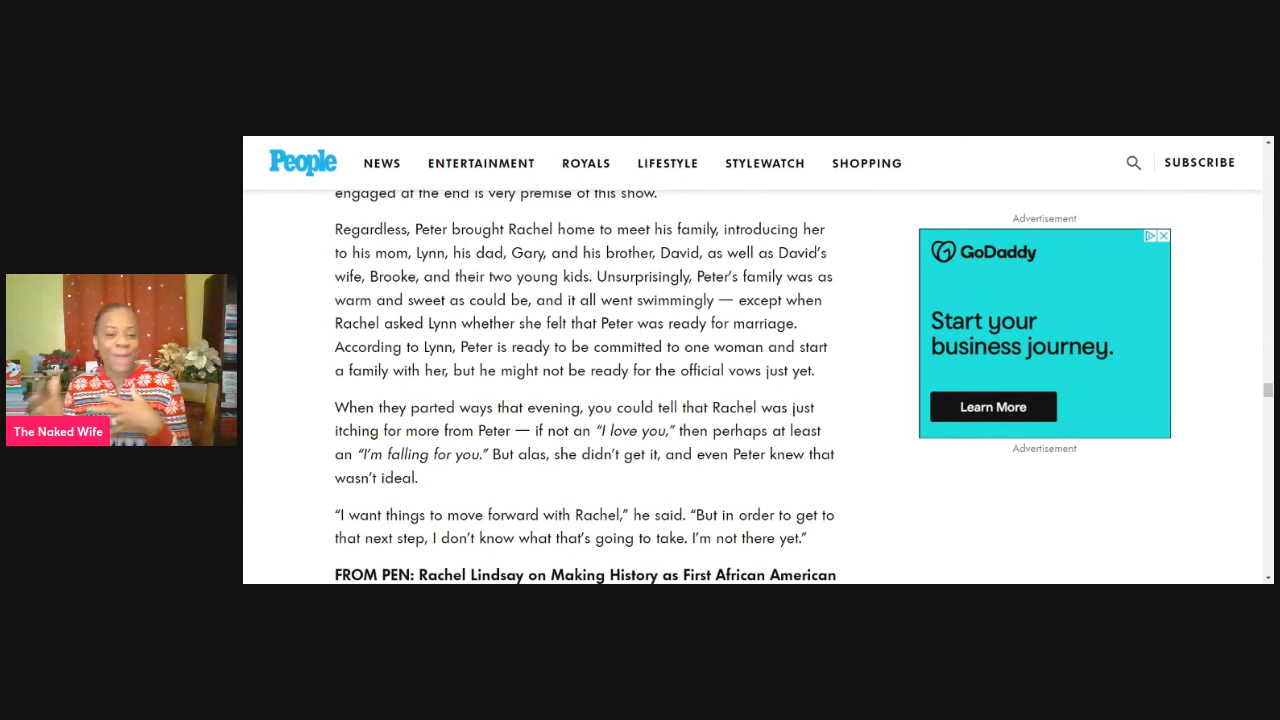 People
NEWS
ENTERTAINMENT
ROYALS
LIFESTYLE
STYLEWATCH
SHOPPING
SUBSCRIBE
engaged at the end is very premise of this show.
Regardless, Peter brought Rachel home to meet his family, introducing her
to his mom, Lynn, his dad, Gary, and his brother, David, as well as David’s
wife, Brooke, and their two young kids. Unsurprisingly, Peter’s family was as
warm and sweet as could be, and it all went swimmingly — except when
Rachel asked Lynn whether she felt that Peter was ready for marriage.
According to Lynn, Peter is ready to be committed to one woman and start
a family with her, but he might not be ready for the official vows just yet.
When they parted ways that evening, you could tell that Rachel was just
itching for more from Peter — if not an “I love you,” then perhaps at least
an “I’m falling for you.” But alas, she didn’t get it, and even Peter knew that
wasn’t ideal.
“I want things to move forward with Rachel,” he said. “But in order to get to
that next step, I don’t know what that’s going to take. I’m not there yet.”
FROM PEN: Rachel Lindsay on Making History as First African American
Advertisement
GoDaddy
Start your
business journey.
Learn More
Advertisement
The Naked Wife